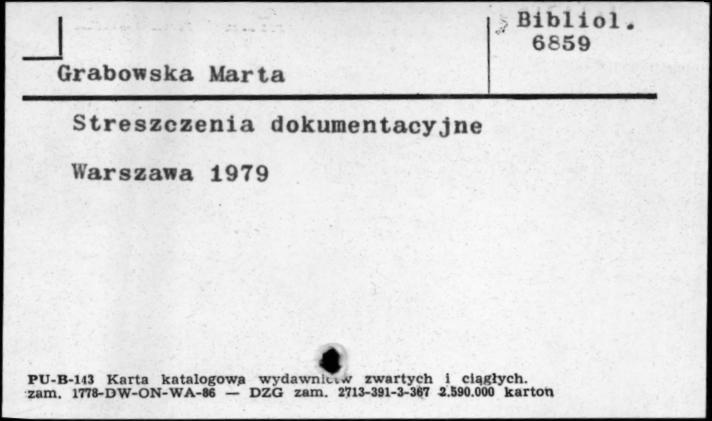 Bibliol.
6859
Grabowska Marta
Streszczenia dokumentacyjne
Warszawa 1979
PU-B-143 Karta katalogowa wydawnictw zwartych i ciągłych.
zam. 1778-DW-ON-WA-86 — DZG zam. 2713-391-3-367 2.590.000 karton